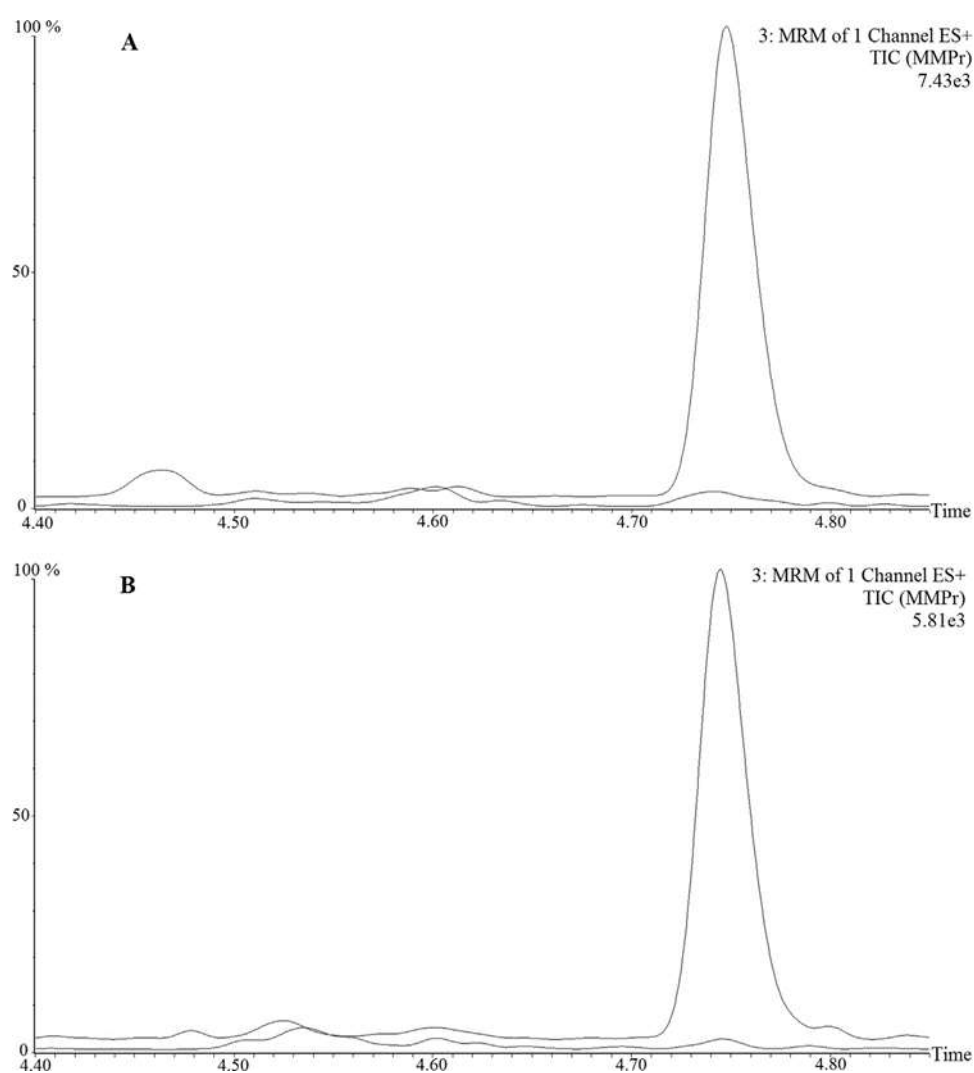 100 %
A
3: MRM of 1 Channel ES+
TIC (MMPr)
7.43e3
50
0
4.40 4.50 4.60 4.70 4.80 Time
100 %
B
3: MRM of 1 Channel ES+
TIC (MMPr)
5.81e3
50
0
4.40 4.50 4.60 4.70 4.80 Time